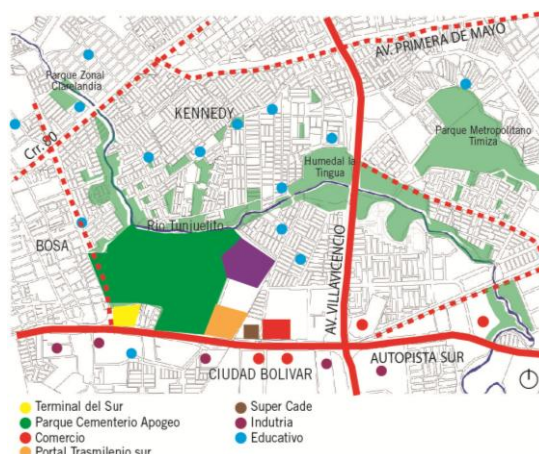 AV. PRIMERA DE MAYO
Parque Zonal
Clarelandia
KENNEDY
Crr. 80
Parque Metropolitano
Timiza
Humedal la
Tingua
Rio Tunjuelito
BOSA
AV. VILLAVICENCIO
AUTOPISTA SUR
CIUDAD BOLIVAR
Terminal del Sur
Parque Cementerio Apogeo
Comercio
Portal Trasmilenio sur
Super Cade
Indutria
Educativo